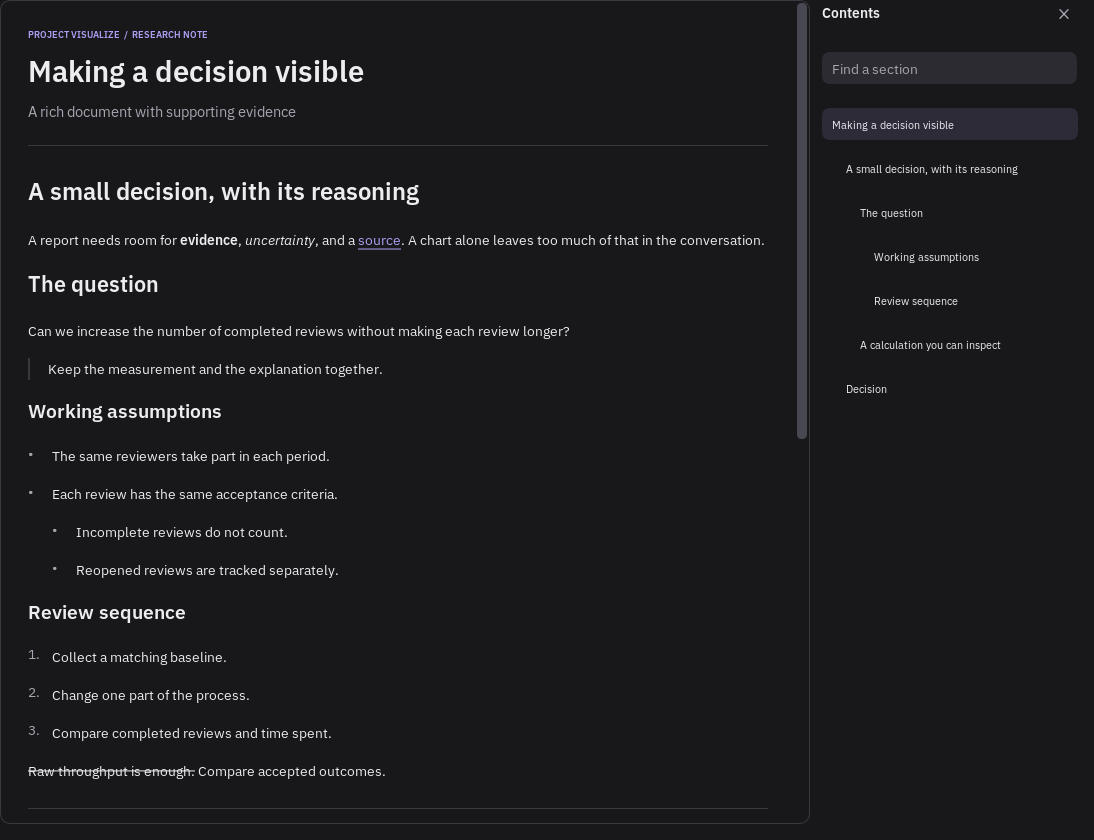 PROJECT VISUALIZE / RESEARCH NOTE
Making a decision visible
A rich document with supporting evidence
A small decision, with its reasoning
A report needs room for evidence, uncertainty, and a source. A chart alone leaves too much of that in the conversation.
The question
Can we increase the number of completed reviews without making each review longer?
Keep the measurement and the explanation together.
Working assumptions
• The same reviewers take part in each period.
• Each review has the same acceptance criteria.
• Incomplete reviews do not count.
• Reopened reviews are tracked separately.
Review sequence
1. Collect a matching baseline.
2. Change one part of the process.
3. Compare completed reviews and time spent.
Raw throughput is enough. Compare accepted outcomes.
Contents
Find a section
Making a decision visible
A small decision, with its reasoning
The question
Working assumptions
Review sequence
A calculation you can inspect
Decision